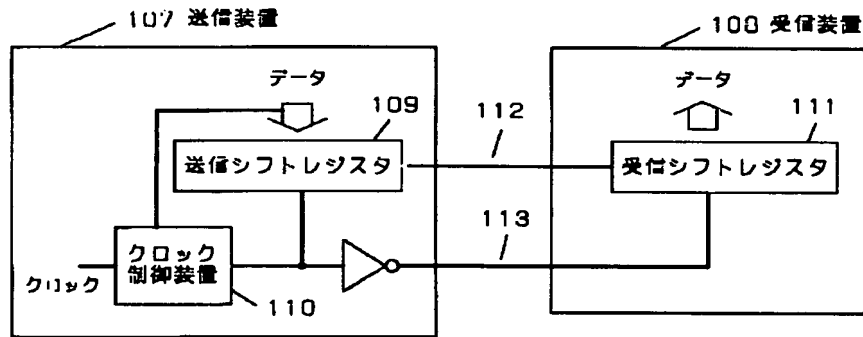 107 送信装置
108 受信装置
データ
データ
109
112
111
送信シフトレジスタ
受信シフトレジスタ
113
クロック
制御装置
クロック
110